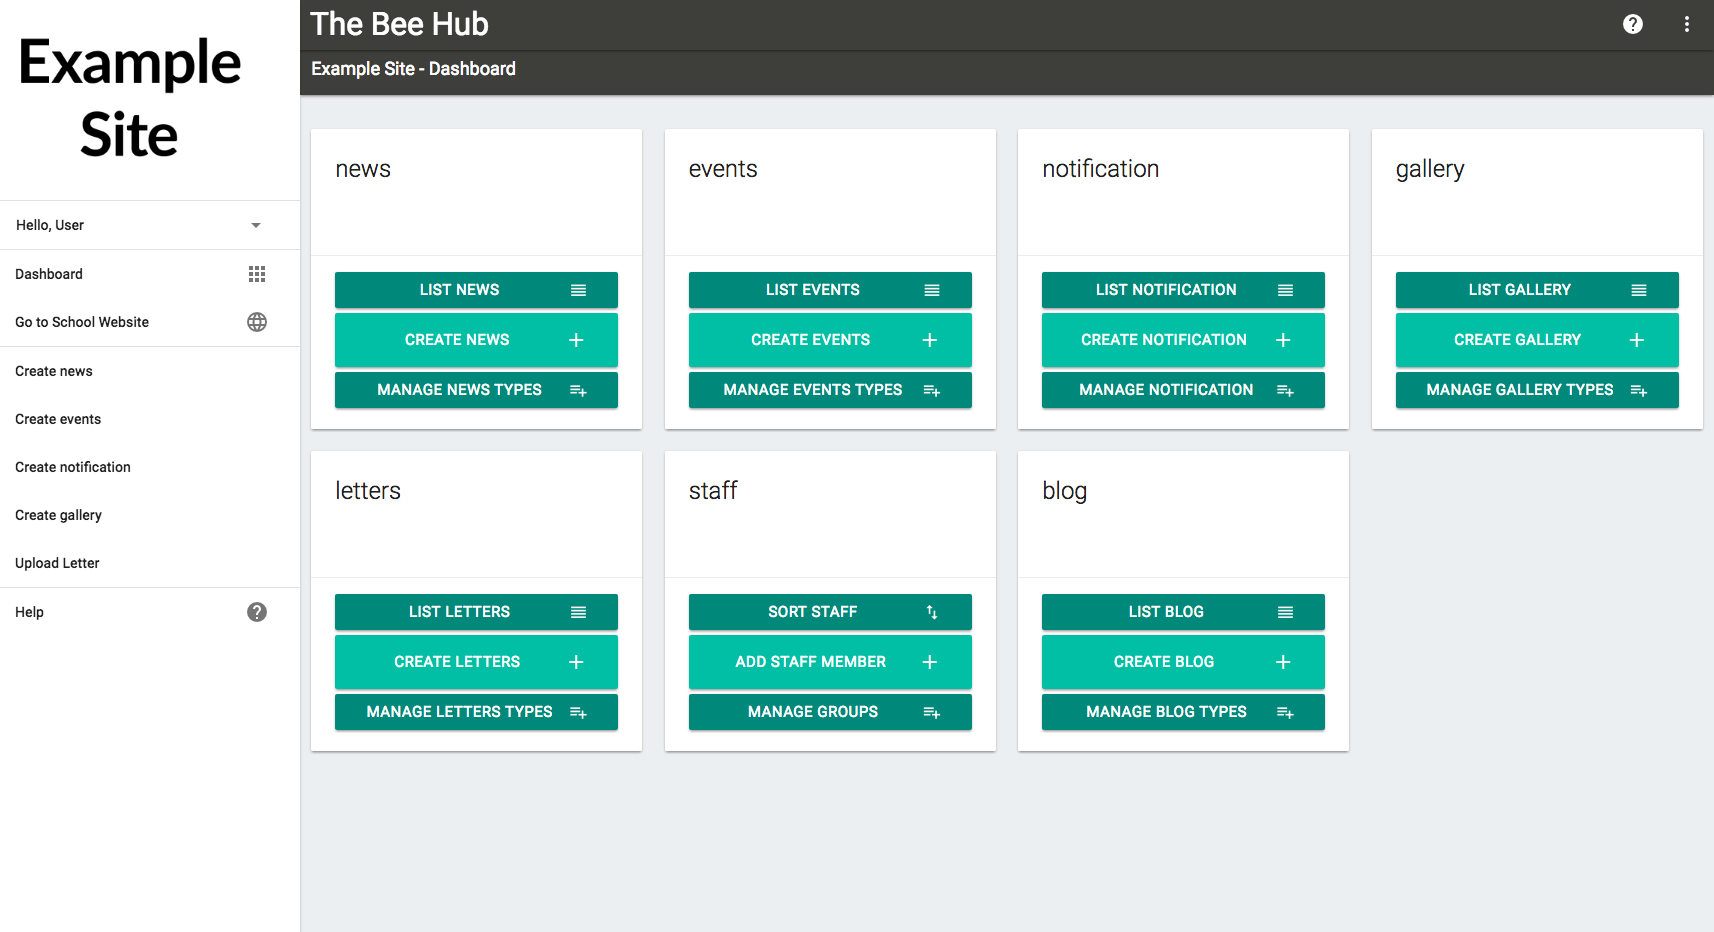 Example
Site
Hello, User
Dashboard
Go to School Website
Create news
Create events
Create notification
Create gallery
Upload Letter
Help
The Bee Hub
Example Site - Dashboard
news
LIST NEWS
CREATE NEWS
MANAGE NEWS TYPES
events
LIST EVENTS
CREATE EVENTS
MANAGE EVENTS TYPES
notification
LIST NOTIFICATION
CREATE NOTIFICATION
MANAGE NOTIFICATION
gallery
LIST GALLERY
CREATE GALLERY
MANAGE GALLERY TYPES
letters
LIST LETTERS
CREATE LETTERS
MANAGE LETTERS TYPES
staff
SORT STAFF
ADD STAFF MEMBER
MANAGE GROUPS
blog
LIST BLOG
CREATE BLOG
MANAGE BLOG TYPES